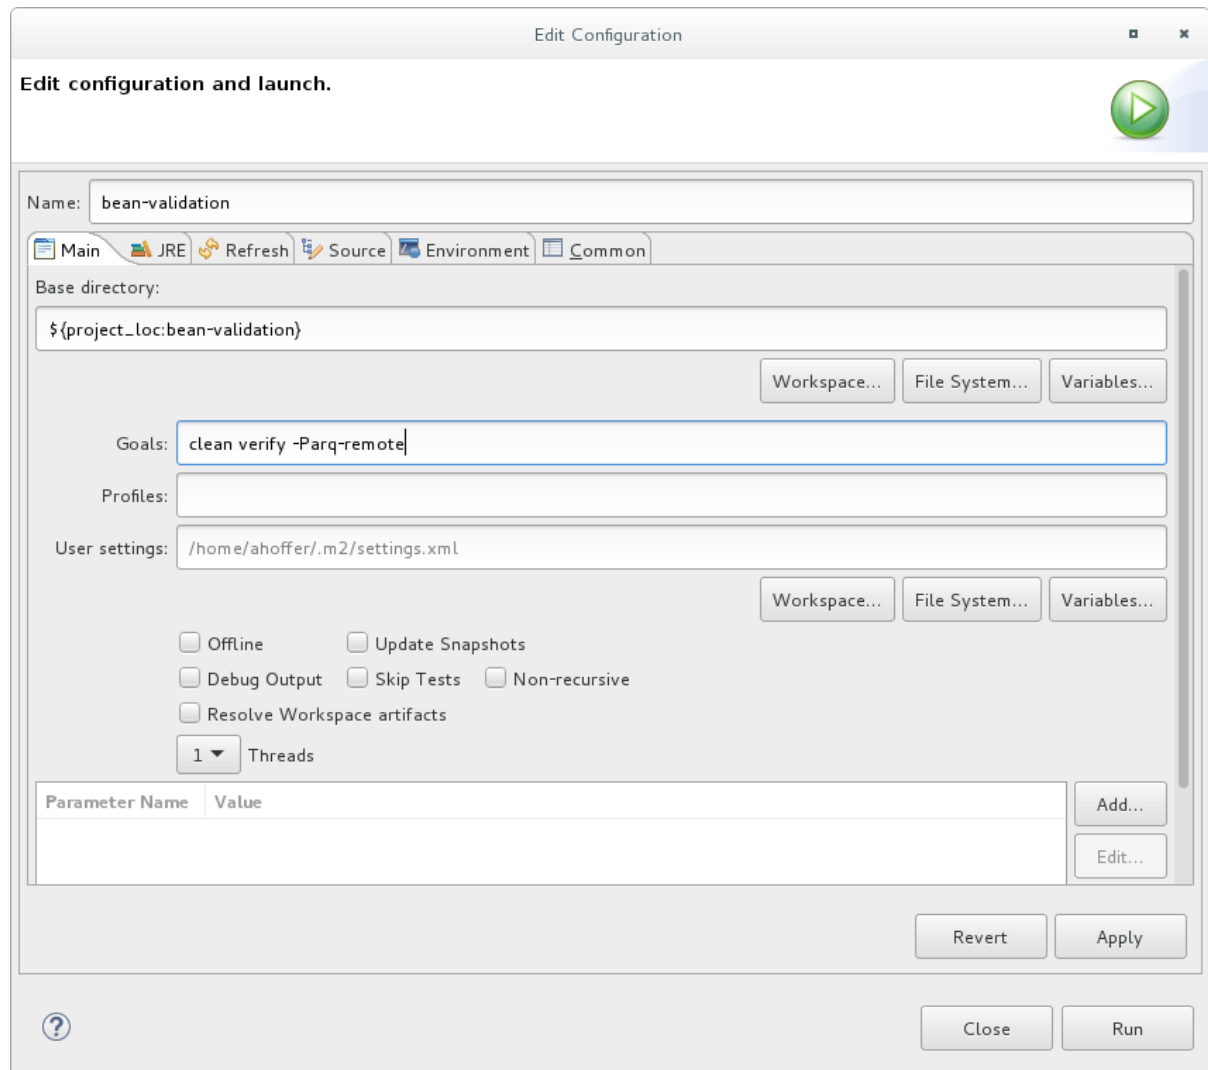 Edit Configuration
Edit configuration and launch.
Name: bean-validation
Main JRE Refresh Source Environment Common
Base directory:
${project_loc:bean-validation}
Workspace... File System... Variables...
Goals: clean verify -Parq-remote
Profiles:
User settings: /home/ahoffer/.m2/settings.xml
Workspace... File System... Variables...
Offline Update Snapshots
Debug Output Skip Tests Non-recursive
Resolve Workspace artifacts
1 Threads
Parameter Name Value Add...
Edit...
Revert Apply
? Close Run